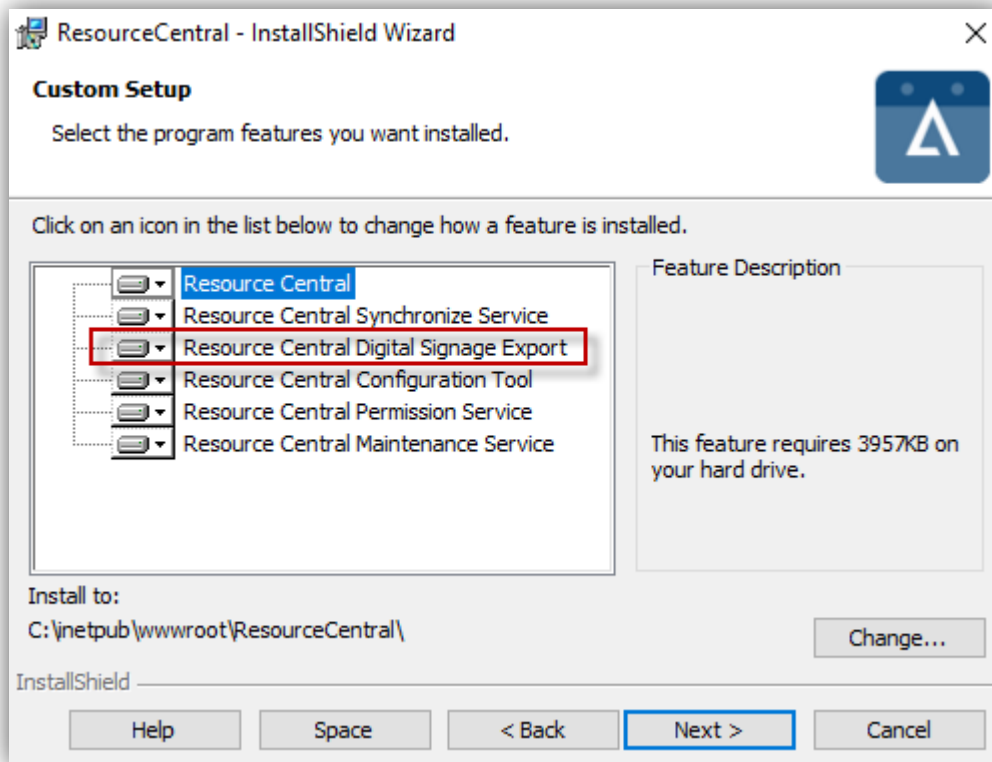 ResourceCentral - InstallShield Wizard
Custom Setup
Select the program features you want installed.
Click on an icon in the list below to change how a feature is installed.
Resource Central
Resource Central Synchronize Service
Resource Central Digital Signage Export
Resource Central Configuration Tool
Resource Central Permission Service
Resource Central Maintenance Service
Feature Description
This feature requires 3957KB on
your hard drive.
Install to:
C:\inetpub\wwwroot\ResourceCentral\
Change...
InstallShield
Help
Space
< Back
Next >
Cancel